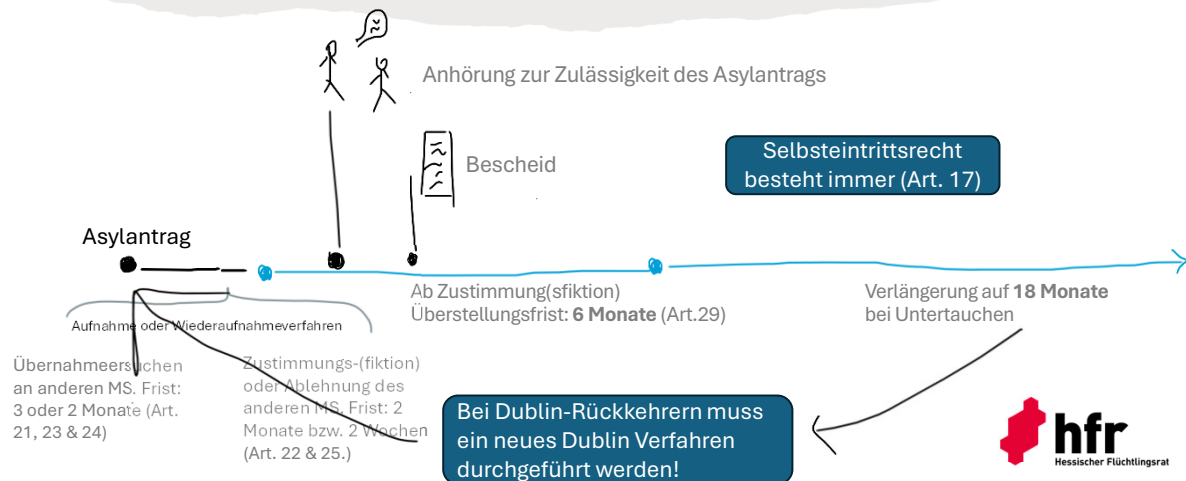 Anhörung zur Zulässigkeit des Asylantrags
Bescheid
Selbsteintrittsrecht
besteht immer (Art. 17)
Asylantrag
Aufnahme oder Wiederaufnahmeverfahren
Ab Zustimmung(sfiktion)
Überstellungsfrist: 6 Monate (Art.29)
Verlängerung auf 18 Monate
bei Untertauchen
Übernahmeersuchen
an anderen MS. Frist:
3 oder 2 Monate (Art.
21, 23 & 24)
Zustimmungs-(fiktion)
oder Ablehnung des
anderen MS. Frist: 2
Monate bzw. 2 Wochen
(Art. 22 & 25.)
Bei Dublin-Rückkehrern muss
ein neues Dublin Verfahren
durchgeführt werden!
hfr
Hessischer Flüchtlingsrat